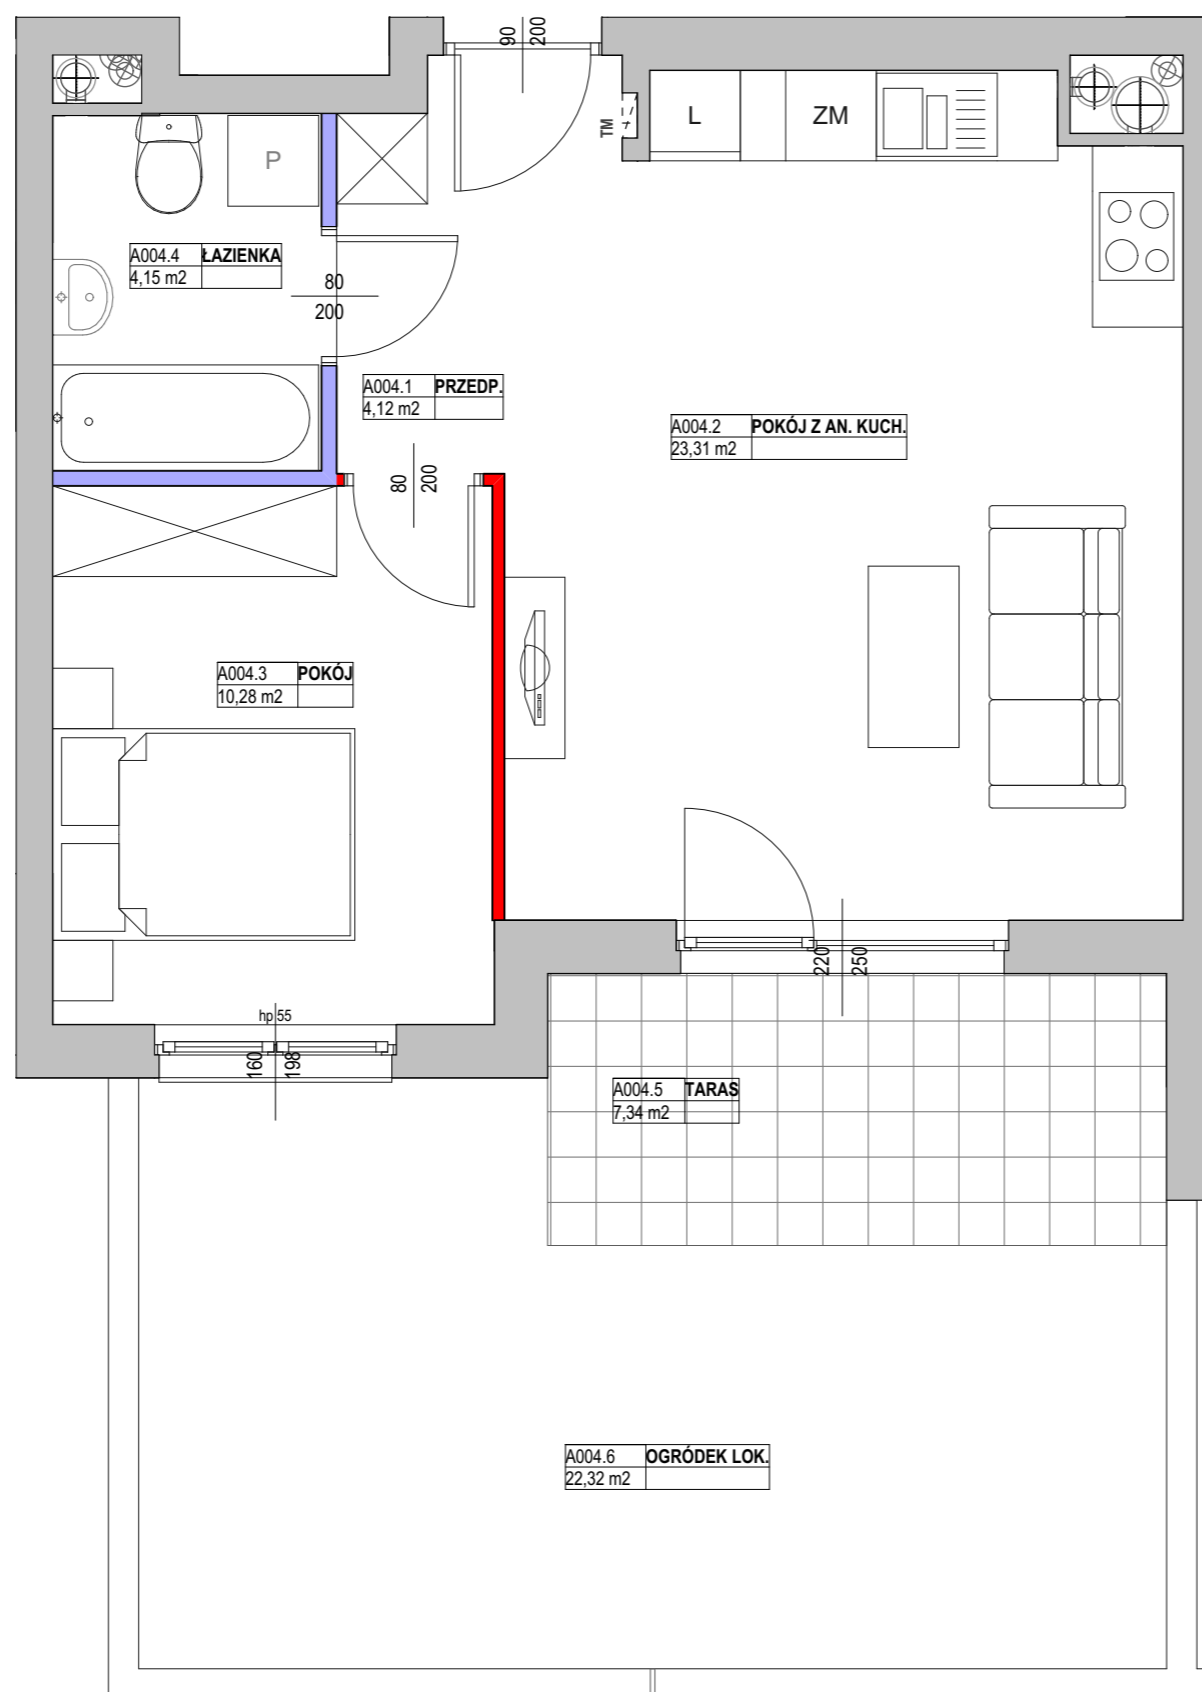 90
200
TM
L
ZM
P
A004.4 ŁAZIENKA
4,15 m2
80
200
A004.1 PRZEDP.
4,12 m2
A004.2 POKÓJ Z AN. KUCH.
23,31 m2
80
200
A004.3 POKÓJ
10,28 m2
220
250
hp 55
160
198
A004.5 TARAS
7,34 m2
A004.6 OGRÓDEK LOK.
22,32 m2